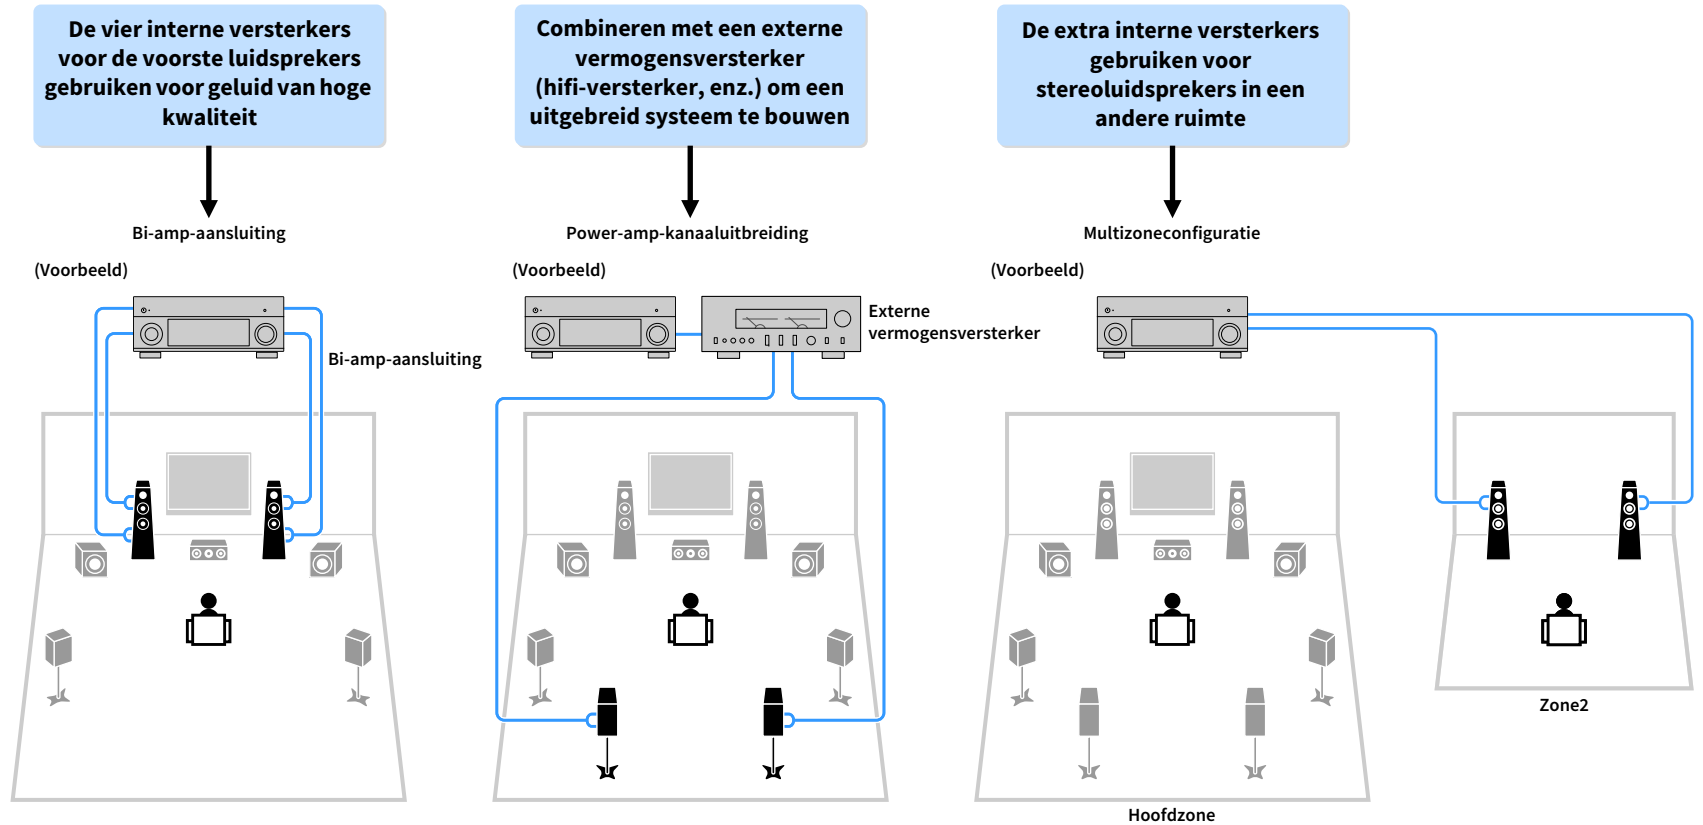 De vier interne versterkers
voor de voorste luidsprekers
gebruiken voor geluid van hoge
kwaliteit
Bi-amp-aansluiting
(Voorbeeld)
Bi-amp-aansluiting
Combineren met een externe
vermogensversterker
(hifi-versterker, enz.) om een
uitgebreid systeem te bouwen
Power-amp-kanaaluitbreiding
(Voorbeeld)
Externe
vermogensversterker
De extra interne versterkers
gebruiken voor
stereoluidsprekers in een
andere ruimte
Multizoneconfiguratie
(Voorbeeld)
Zone2
Hoofdzone